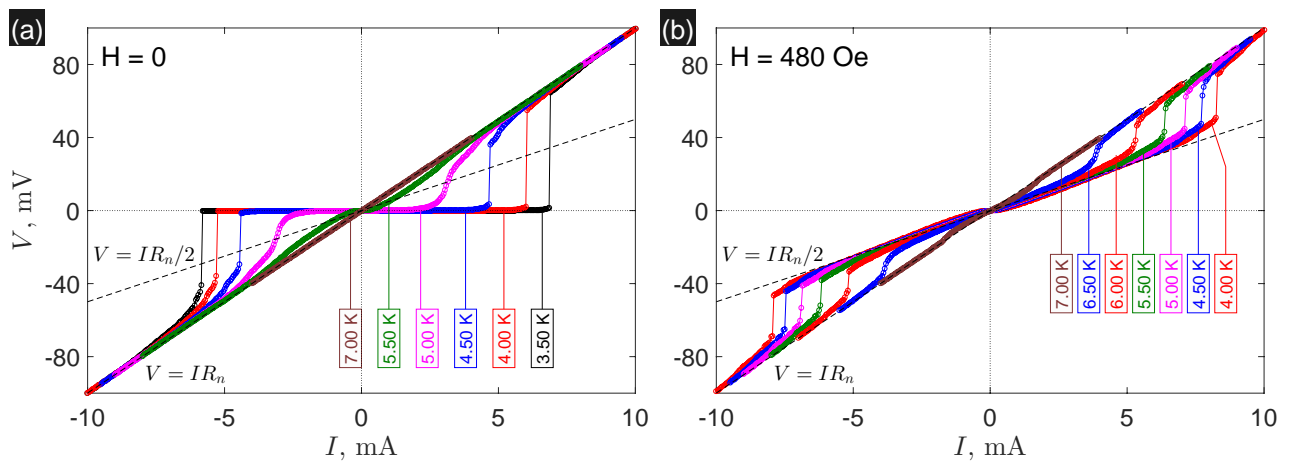 (a)
H = 0
V, mV
80
40
0
-40
-80
V = IR_n/2
V = IR_n
7.00 K
5.50 K
5.00 K
4.50 K
4.00 K
3.50 K
-10
-5
0
5
10
I, mA
(b)
H = 480 Oe
80
40
0
-40
-80
V = IR_n/2
V = IR_n
7.00 K
6.50 K
6.00 K
5.50 K
5.00 K
4.50 K
4.00 K
-10
-5
0
5
10
I, mA